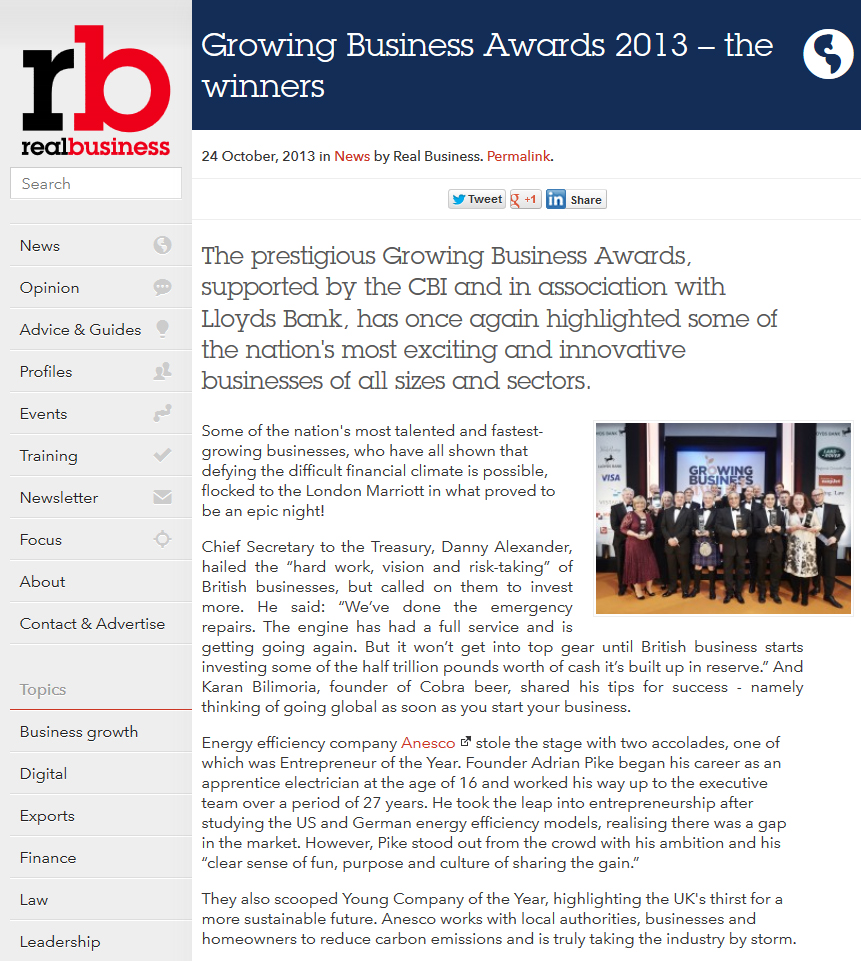 rb
realbusiness
Search
News
Opinion
Advice & Guides
Profiles
Events
Training
Newsletter
Focus
About
Contact & Advertise
Topics
Business growth
Digital
Exports
Finance
Law
Leadership
Growing Business Awards 2013 – the
winners
24 October, 2013 in News by Real Business. Permalink.
Tweet
g +1
in Share
The prestigious Growing Business Awards,
supported by the CBI and in association with
Lloyds Bank, has once again highlighted some of
the nation's most exciting and innovative
businesses of all sizes and sectors.
Some of the nation's most talented and fastest-
growing businesses, who have all shown that
defying the difficult financial climate is possible,
flocked to the London Marriott in what proved to
be an epic night!
GROWING
BUSINESS
VISA
LAND
ROVER
Chief Secretary to the Treasury, Danny Alexander,
hailed the “hard work, vision and risk-taking” of
British businesses, but called on them to invest
more. He said: “We’ve done the emergency
repairs. The engine has had a full service and is
getting going again. But it won’t get into top gear until British business starts
investing some of the half trillion pounds worth of cash it’s built up in reserve.” And
Karan Bilimoria, founder of Cobra beer, shared his tips for success - namely
thinking of going global as soon as you start your business.
Energy efficiency company Anesco stole the stage with two accolades, one of
which was Entrepreneur of the Year. Founder Adrian Pike began his career as an
apprentice electrician at the age of 16 and worked his way up to the executive
team over a period of 27 years. He took the leap into entrepreneurship after
studying the US and German energy efficiency models, realising there was a gap
in the market. However, Pike stood out from the crowd with his ambition and his
“clear sense of fun, purpose and culture of sharing the gain.”
They also scooped Young Company of the Year, highlighting the UK's thirst for a
more sustainable future. Anesco works with local authorities, businesses and
homeowners to reduce carbon emissions and is truly taking the industry by storm.